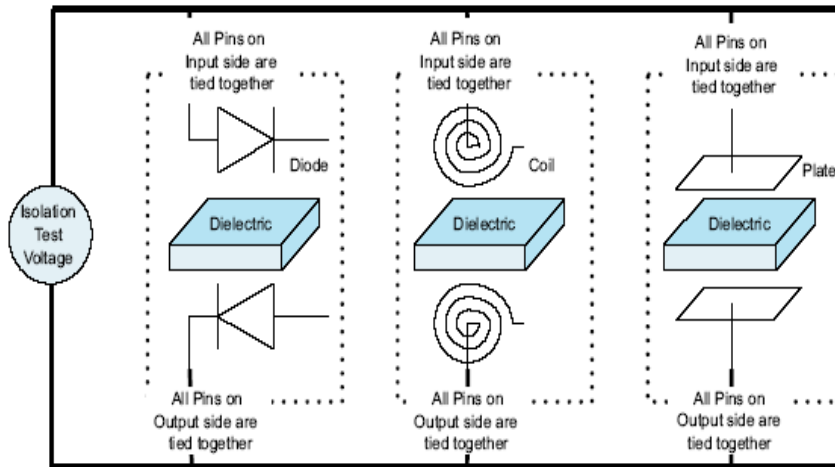 All Pins on
Input side are
tied together
All Pins on
Input side are
tied together
All Pins on
Input side are
tied together
Diode
Coil
Plate
Isolation
Test
Voltage
Dielectric
Dielectric
Dielectric
All Pins on
Output side are
tied together
All Pins on
Output side are
tied together
All Pins on
Output side are
tied together